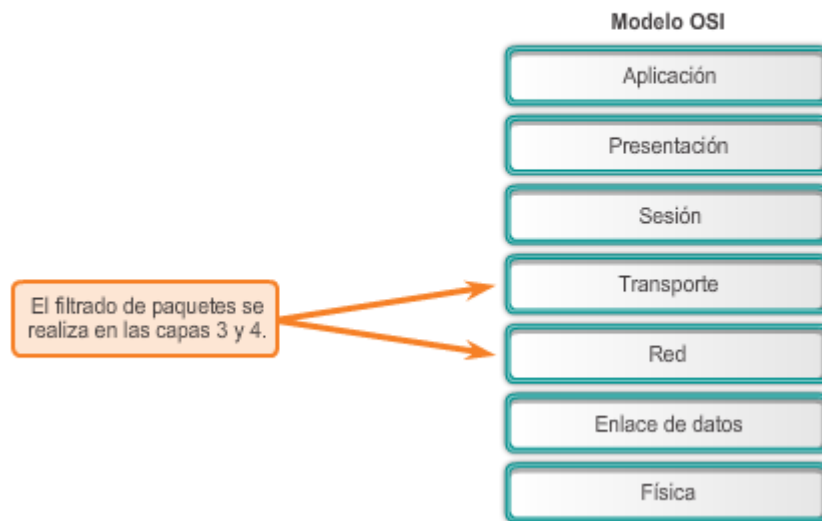 Modelo OSI
Aplicación
Presentación
Sesión
Transporte
El filtrado de paquetes se
realiza en las capas 3 y 4.
Red
Enlace de datos
Física